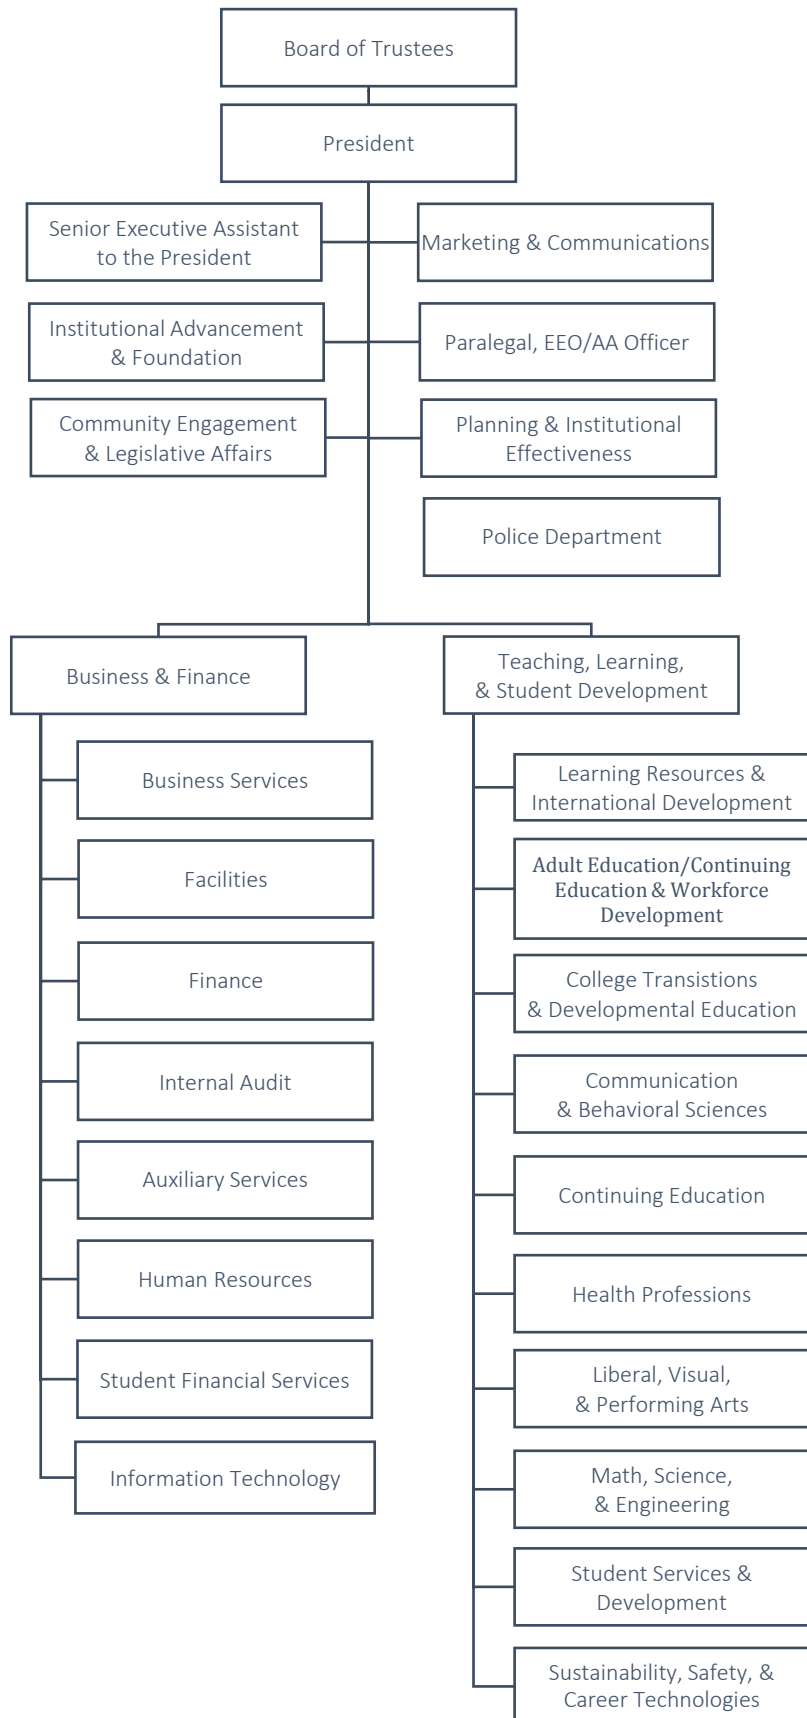 Board of Trustees
President
Senior Executive Assistant
to the President
Marketing & Communications
Institutional Advancement
& Foundation
Paralegal, EEO/AA Officer
Community Engagement
& Legislative Affairs
Planning & Institutional
Effectiveness
Police Department
Business & Finance
Business Services
Facilities
Finance
Internal Audit
Auxiliary Services
Human Resources
Student Financial Services
Information Technology
Teaching, Learning,
& Student Development
Learning Resources &
International Development
Adult Education/Continuing
Education & Workforce
Development
College Transistions
& Developmental Education
Communication
& Behavioral Sciences
Continuing Education
Health Professions
Liberal, Visual,
& Performing Arts
Math, Science,
& Engineering
Student Services &
Development
Sustainability, Safety, &
Career Technologies